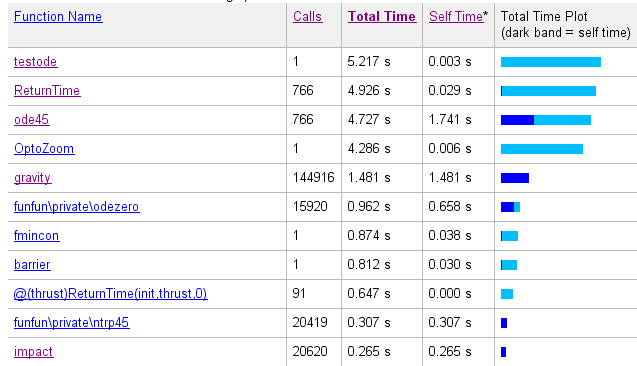 Function Name Calls Total Time Self Time* Total Time Plot
(dark band = self time)
testode 1 5.217 s 0.003 s
ReturnTime 766 4.926 s 0.029 s
ode45 766 4.727 s 1.741 s
OptoZoom 1 4.286 s 0.006 s
gravity 144916 1.481 s 1.481 s
funfun\private\odezero 15920 0.962 s 0.658 s
fmincon 1 0.874 s 0.038 s
barrier 1 0.812 s 0.030 s
@(thrust)ReturnTime(init,thrust,0) 91 0.647 s 0.000 s
funfun\private\ntrp45 20419 0.307 s 0.307 s
impact 20620 0.265 s 0.265 s